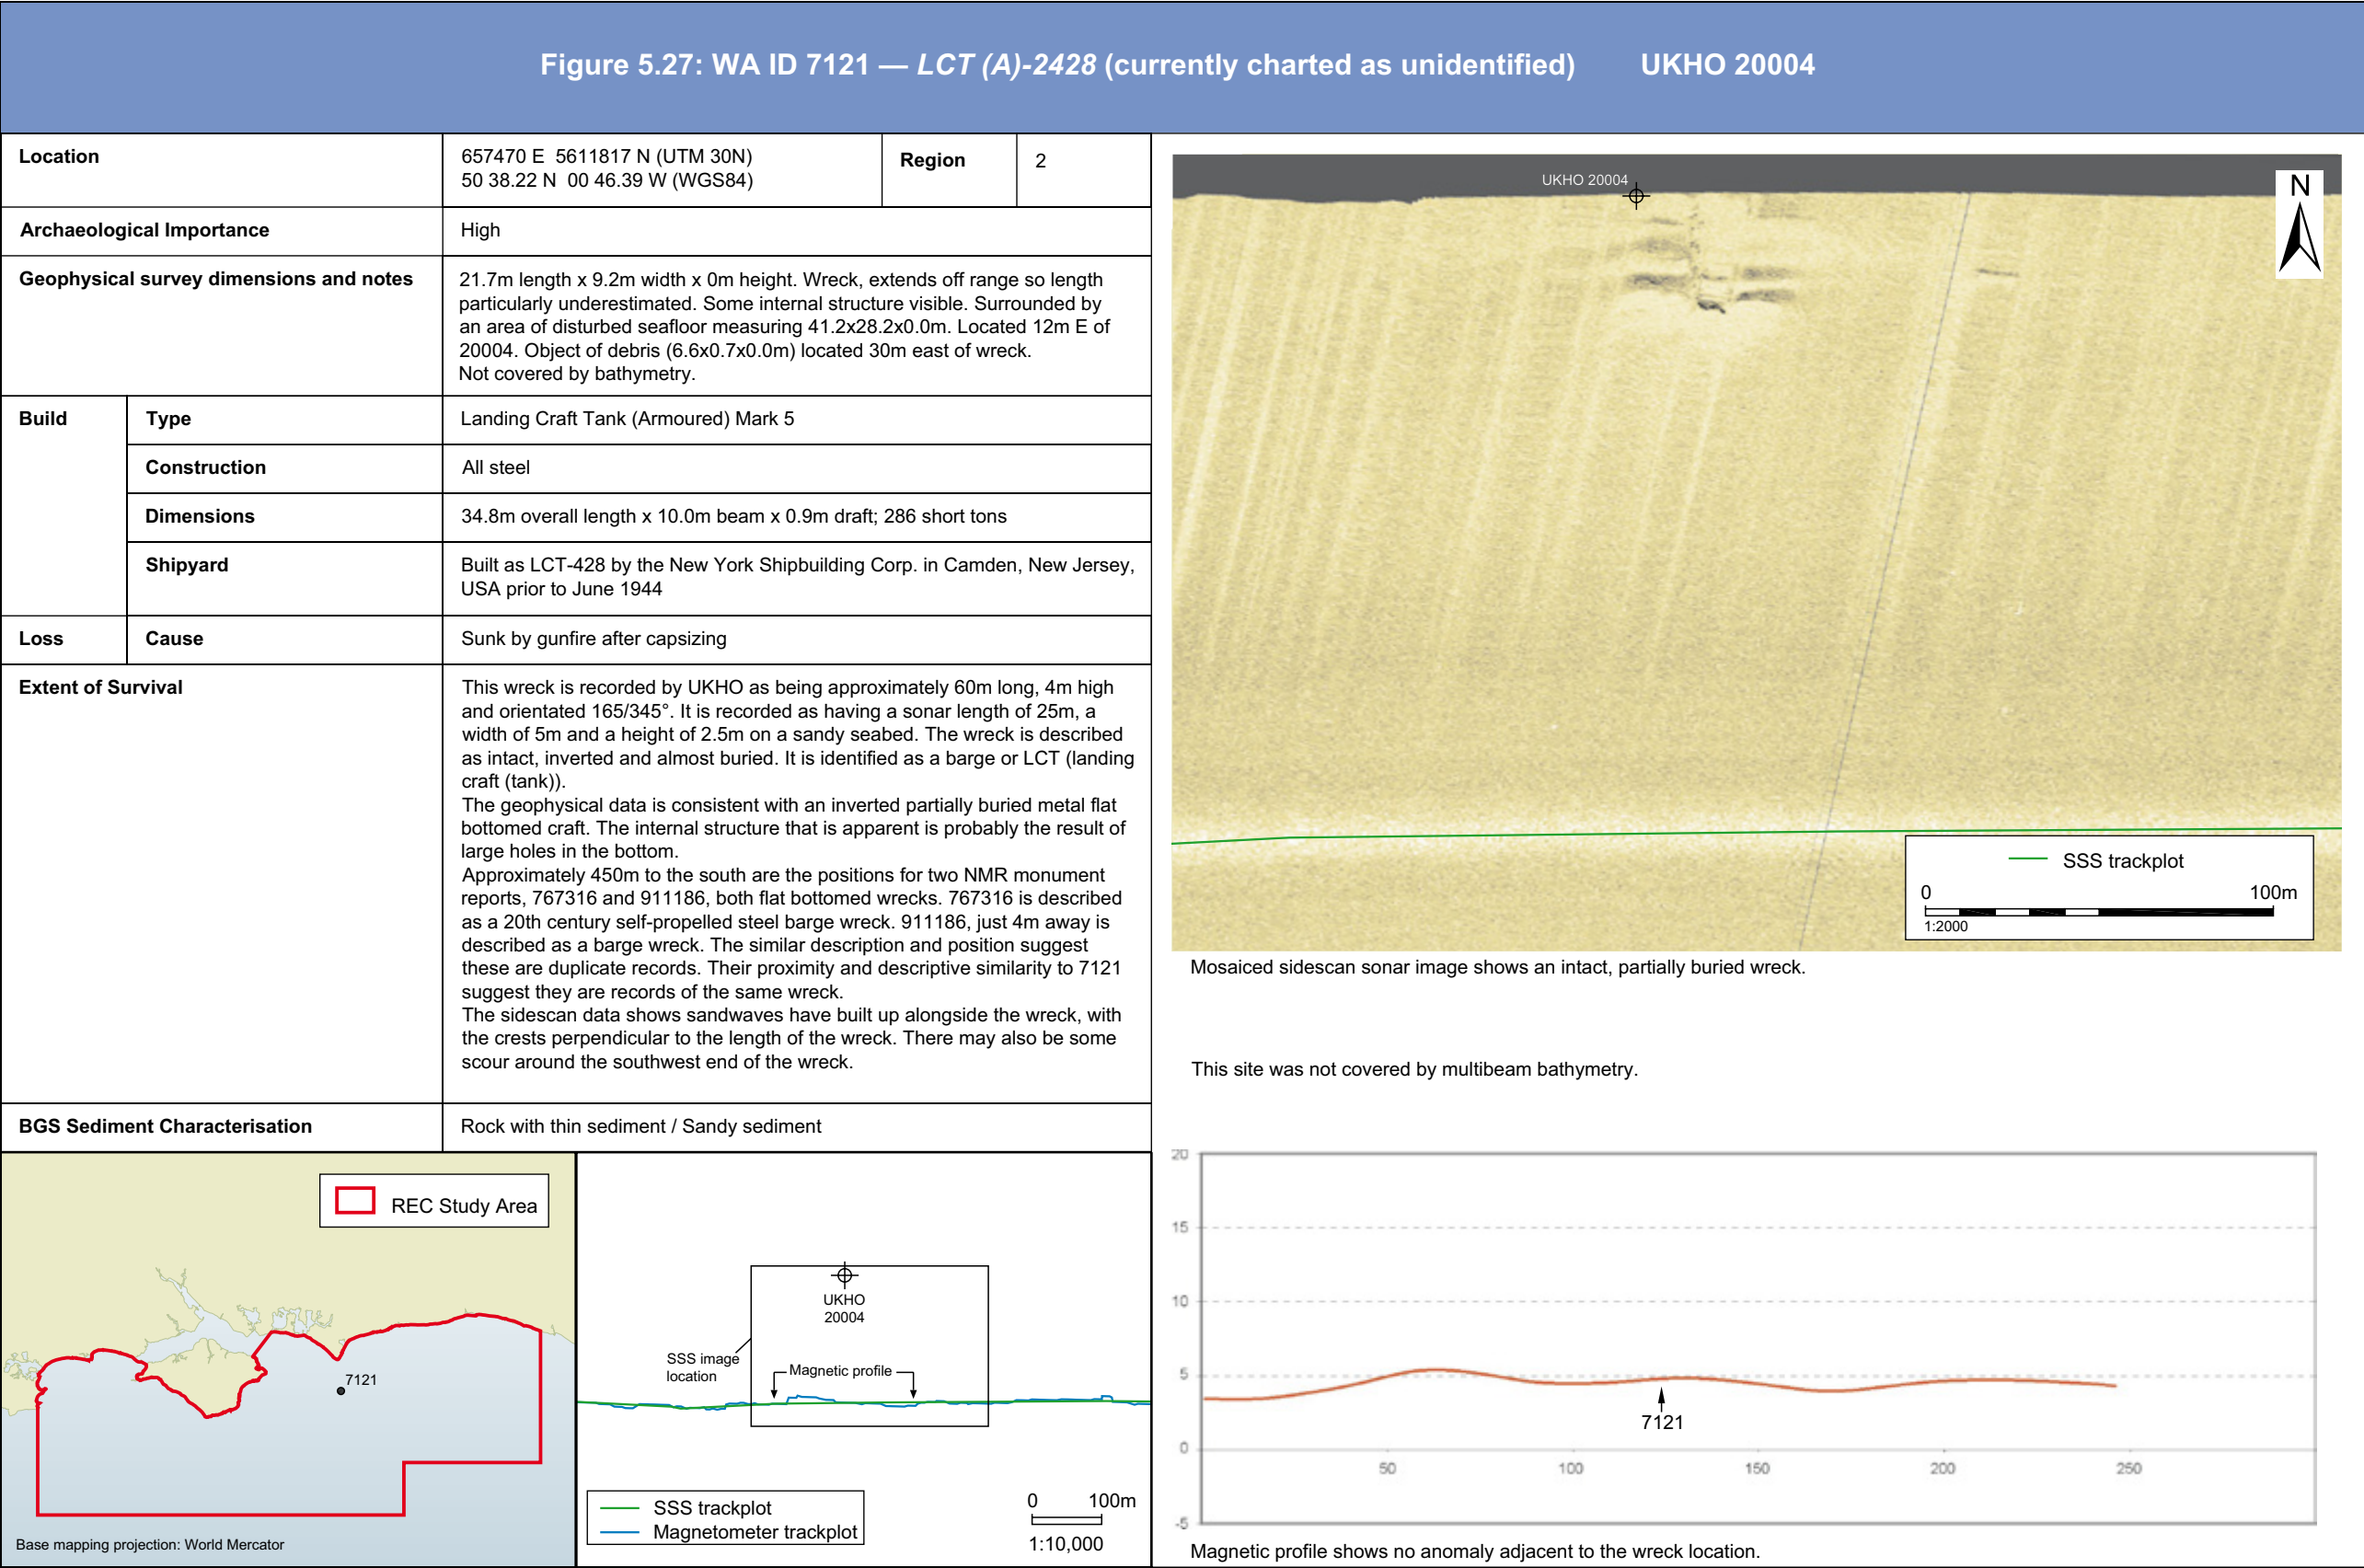 Figure 5.27: WA ID 7121 — LCT (A)-2428 (currently charted as unidentified) UKHO 20004
Location
657470 E 5611817 N (UTM 30N)
50 38.22 N 00 46.39 W (WGS84)
Region
2
Archaeological Importance
High
Geophysical survey dimensions and notes
21.7m length x 9.2m width x 0m height. Wreck, extends off range so length
particularly underestimated. Some internal structure visible. Surrounded by
an area of disturbed seafloor measuring 41.2x28.2x0.0m. Located 12m E of
20004. Object of debris (6.6x0.7x0.0m) located 30m east of wreck.
Not covered by bathymetry.
Build
Type
Landing Craft Tank (Armoured) Mark 5
Construction
All steel
Dimensions
34.8m overall length x 10.0m beam x 0.9m draft; 286 short tons
Shipyard
Built as LCT-428 by the New York Shipbuilding Corp. in Camden, New Jersey,
USA prior to June 1944
Loss
Cause
Sunk by gunfire after capsizing
Extent of Survival
This wreck is recorded by UKHO as being approximately 60m long, 4m high
and orientated 165/345°. It is recorded as having a sonar length of 25m, a
width of 5m and a height of 2.5m on a sandy seabed. The wreck is described
as intact, inverted and almost buried. It is identified as a barge or LCT (landing
craft (tank)).
The geophysical data is consistent with an inverted partially buried metal flat
bottomed craft. The internal structure that is apparent is probably the result of
large holes in the bottom.
Approximately 450m to the south are the positions for two NMR monument
reports, 767316 and 911186, both flat bottomed wrecks. 767316 is described
as a 20th century self-propelled steel barge wreck. 911186, just 4m away is
described as a barge wreck. The similar description and position suggest
these are duplicate records. Their proximity and descriptive similarity to 7121
suggest they are records of the same wreck.
The sidescan data shows sandwaves have built up alongside the wreck, with
the crests perpendicular to the length of the wreck. There may also be some
scour around the southwest end of the wreck.
BGS Sediment Characterisation
Rock with thin sediment / Sandy sediment
REC Study Area
7121
Base mapping projection: World Mercator
UKHO
20004
SSS image
location
Magnetic profile
SSS trackplot
Magnetometer trackplot
0 100m
1:10,000
UKHO 20004
N
SSS trackplot
0 100m
1:2000
Mosaiced sidescan sonar image shows an intact, partially buried wreck.
This site was not covered by multibeam bathymetry.
20
15
10
5
0
-5
7121
50 100 150 200 250
Magnetic profile shows no anomaly adjacent to the wreck location.